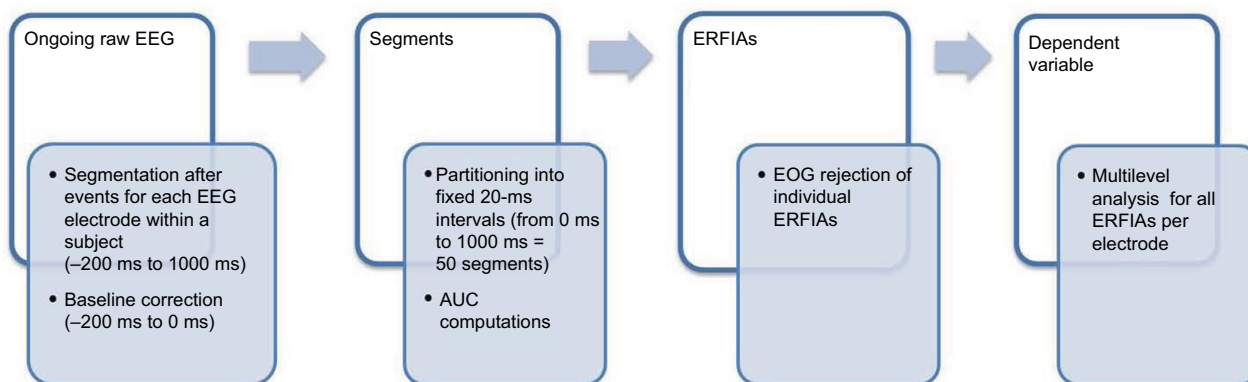 Ongoing raw EEG
• Segmentation after
events for each EEG
electrode within a
subject
(–200 ms to 1000 ms)
• Baseline correction
(–200 ms to 0 ms)
Segments
• Partitioning into
fixed 20-ms
intervals (from 0 ms
to 1000 ms =
50 segments)
• AUC
computations
ERFIAs
• EOG rejection of
individual
ERFIAs
Dependent
variable
• Multilevel
analysis for all
ERFIAs per
electrode